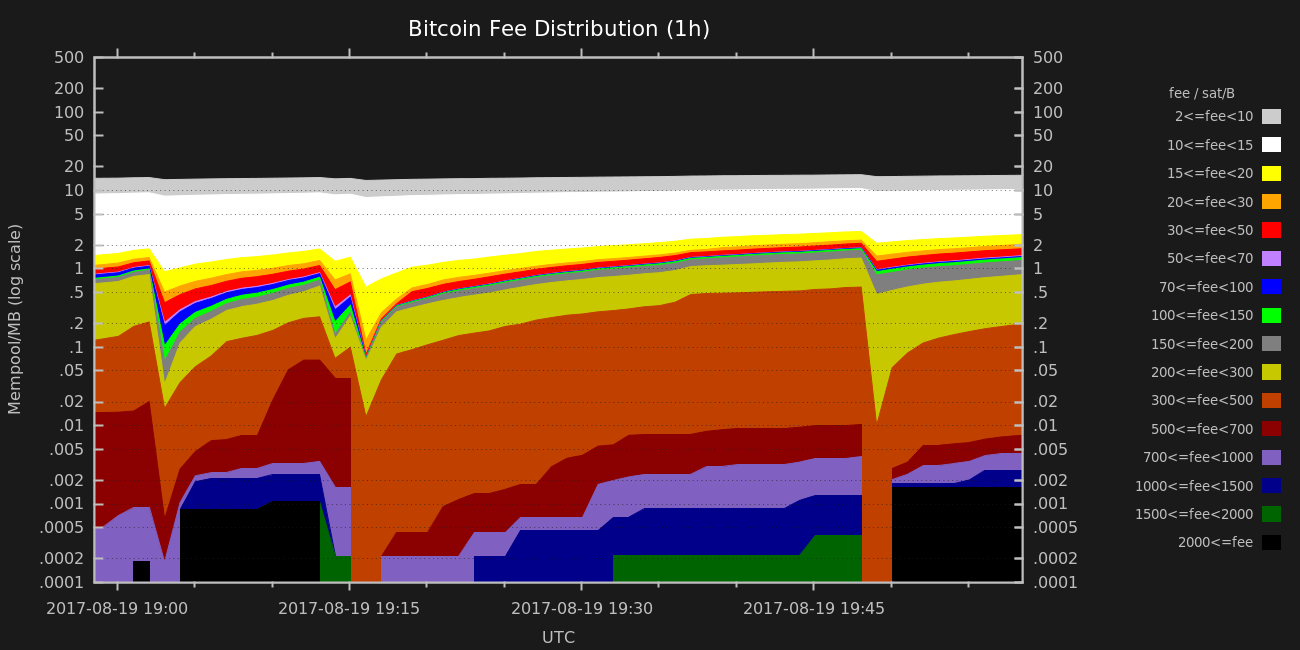 Bitcoin Fee Distribution (1h)
Mempool/MB (log scale)
500
200
100
50
20
10
5
2
1
.5
.2
.1
.05
.02
.01
.005
.002
.001
.0005
.0002
.0001
500
200
100
50
20
10
5
2
1
.5
.2
.1
.05
.02
.01
.005
.002
.001
.0005
.0002
.0001
2017-08-19 19:00
2017-08-19 19:15
2017-08-19 19:30
2017-08-19 19:45
UTC
fee / sat/B
2<=fee<10
10<=fee<15
15<=fee<20
20<=fee<30
30<=fee<50
50<=fee<70
70<=fee<100
100<=fee<150
150<=fee<200
200<=fee<300
300<=fee<500
500<=fee<700
700<=fee<1000
1000<=fee<1500
1500<=fee<2000
2000<=fee